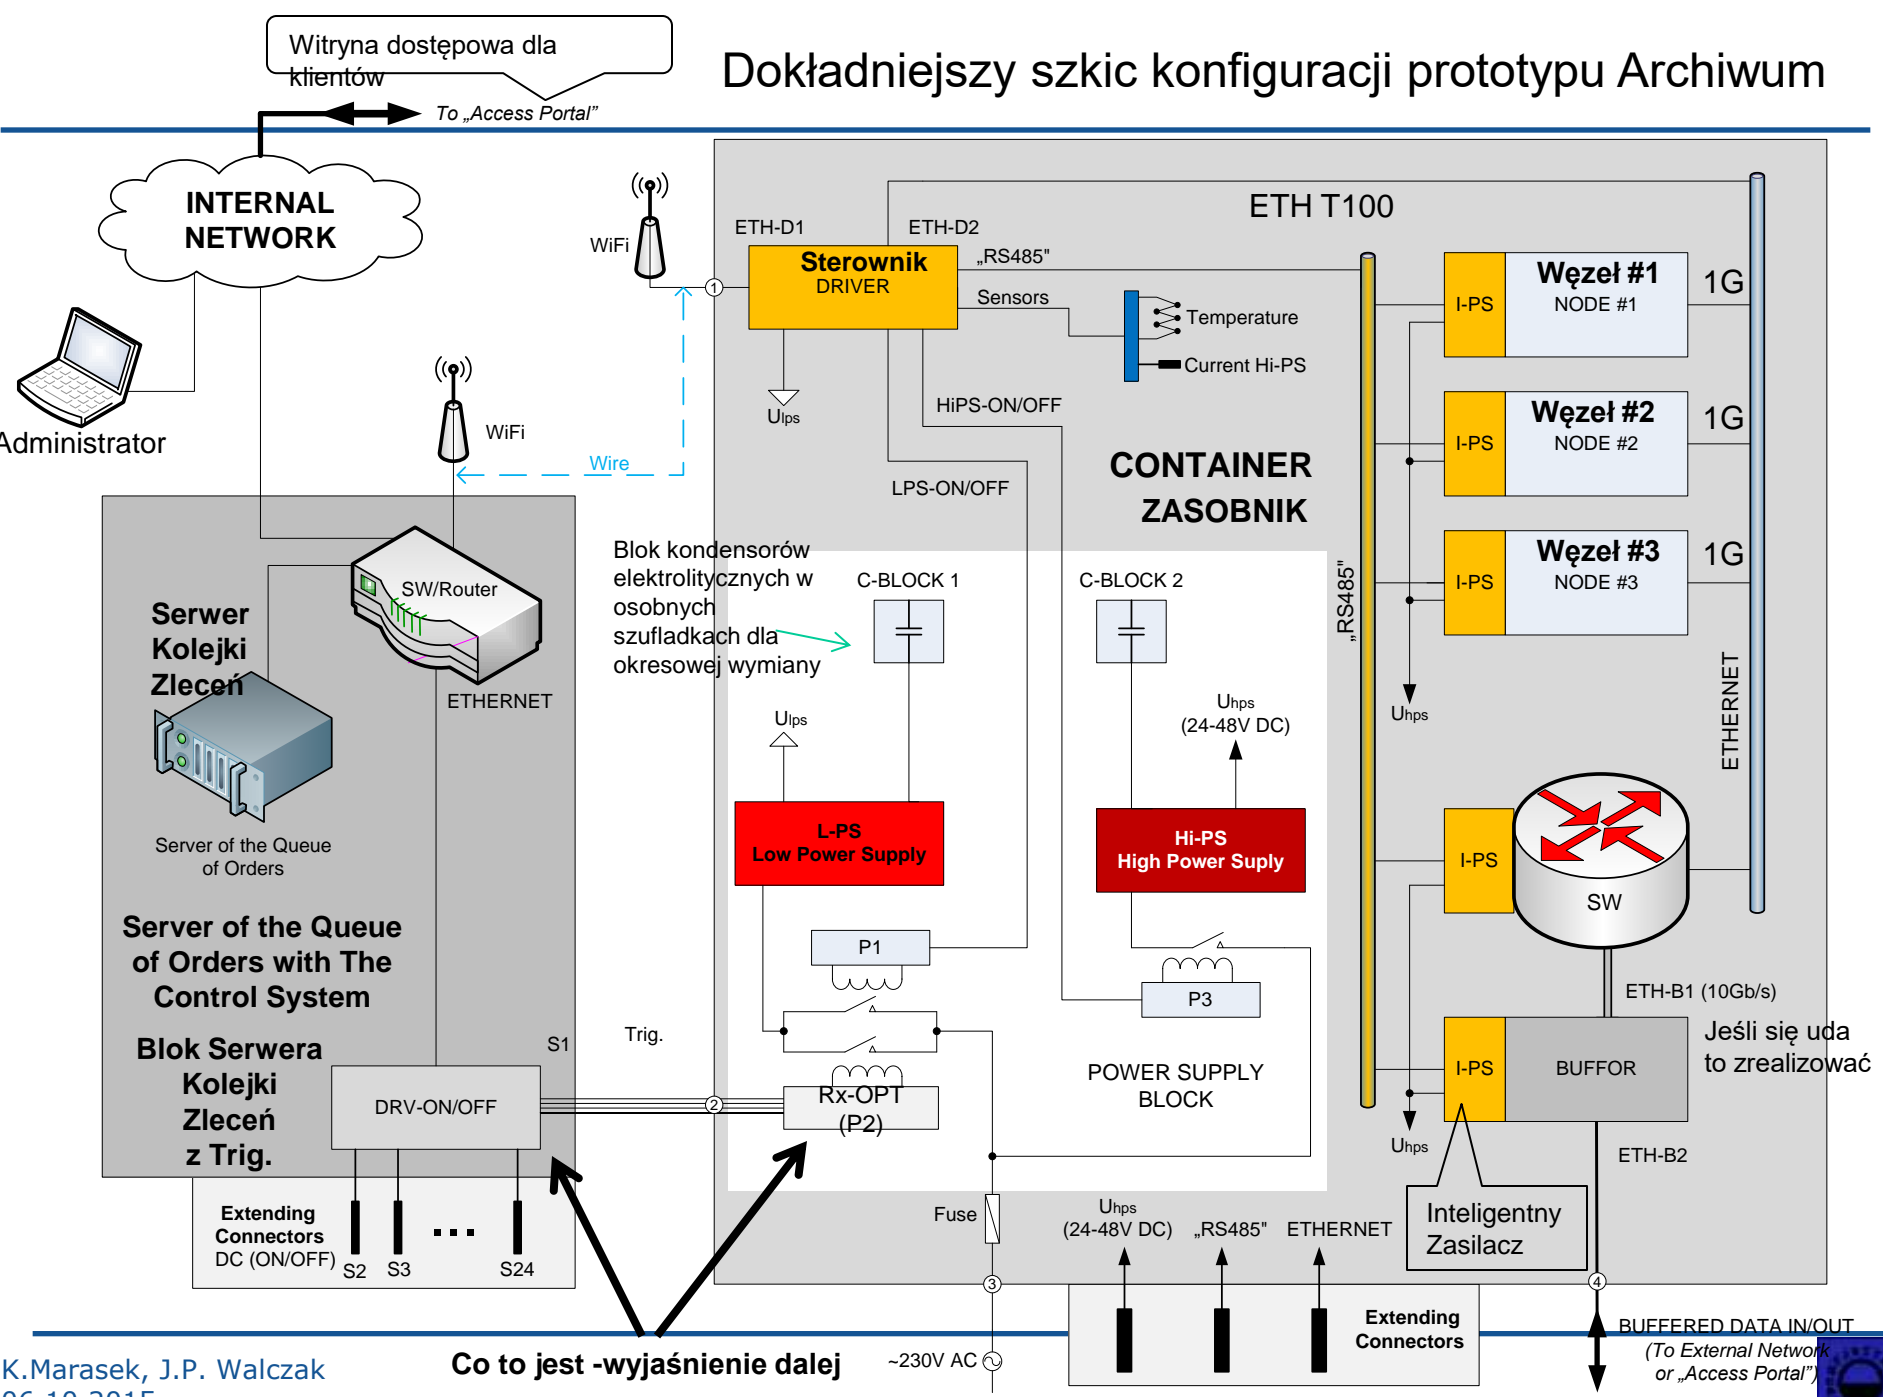 Witryna dostępowa dla
klientów
Dokładniejszy szkic konfiguracji prototypu Archiwum
To „Access Portal”
INTERNAL
NETWORK
Administrator
WiFi
WiFi
Wire
ETH-D1
ETH-D2
ETH T100
1
Sterownik
DRIVER
„RS485"
Sensors
Temperature
Current Hi-PS
Ulps
HiPS-ON/OFF
LPS-ON/OFF
CONTAINER
ZASOBNIK
I-PS
Węzeł #1
NODE #1
1G
I-PS
Węzeł #2
NODE #2
1G
I-PS
Węzeł #3
NODE #3
1G
„RS485"
Uhps
ETHERNET
SW/Router
ETHERNET
Serwer
Kolejki
Zleceń
Server of the Queue
of Orders
Server of the Queue
of Orders with The
Control System
Blok Serwera
Kolejki
Zleceń
z Trig.
S1
DRV-ON/OFF
Trig.
2
Extending
Connectors
DC (ON/OFF)
S2
S3
...
S24
Blok kondensorów
elektrolitycznych w
osobnych
szufladkach dla
okresowej wymiany
C-BLOCK 1
C-BLOCK 2
Ulps
Uhps
(24-48V DC)
L-PS
Low Power Supply
Hi-PS
High Power Suply
P1
P3
Rx-OPT
(P2)
POWER SUPPLY
BLOCK
Fuse
3
~230V AC
I-PS
SW
ETH-B1 (10Gb/s)
Jeśli się uda
to zrealizować
I-PS
BUFFOR
Uhps
ETH-B2
Inteligentny
Zasilacz
Uhps
(24-48V DC)
„RS485"
ETHERNET
Extending
Connectors
4
BUFFERED DATA IN/OUT
(To External Network
or „Access Portal”)
Co to jest -wyjaśnienie dalej
K.Marasek, J.P. Walczak
06.10.2015